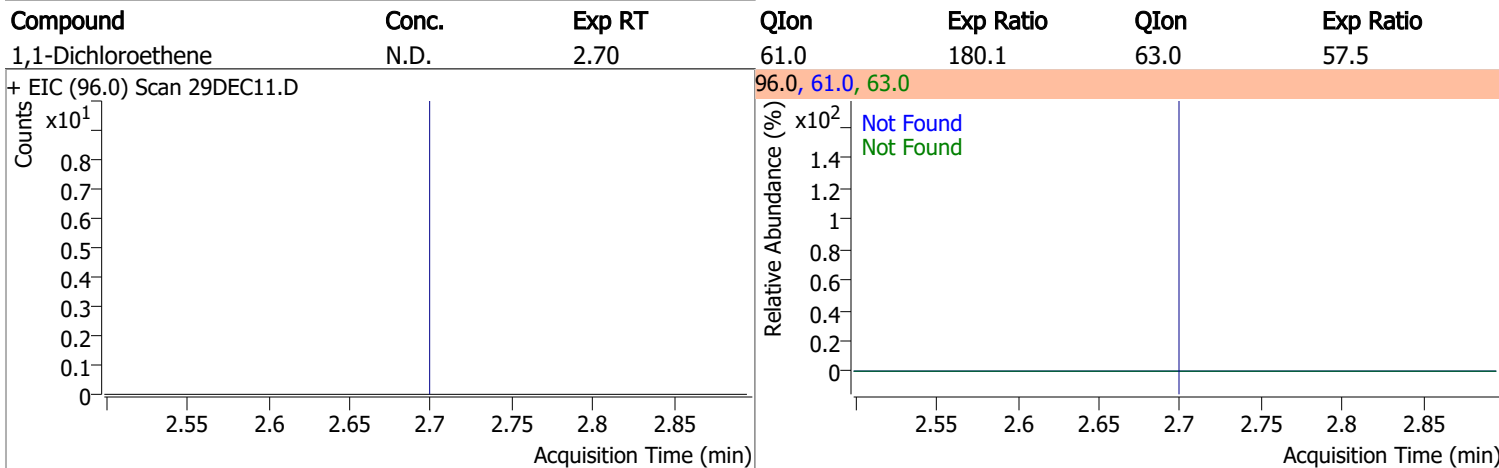 Compound Conc. Exp RT QIon Exp Ratio QIon Exp Ratio
1,1-Dichloroethene N.D. 2.70 61.0 180.1 63.0 57.5
+ EIC (96.0) Scan 29DEC11.D
Counts
x10¹
0.8
0.7
0.6
0.5
0.4
0.3
0.2
0.1
0
2.55 2.6 2.65 2.7 2.75 2.8 2.85
Acquisition Time (min)
96.0, 61.0, 63.0
Relative Abundance (%)
x10²
Not Found
Not Found
1.4
1.2
1
0.8
0.6
0.4
0.2
0
2.55 2.6 2.65 2.7 2.75 2.8 2.85
Acquisition Time (min)